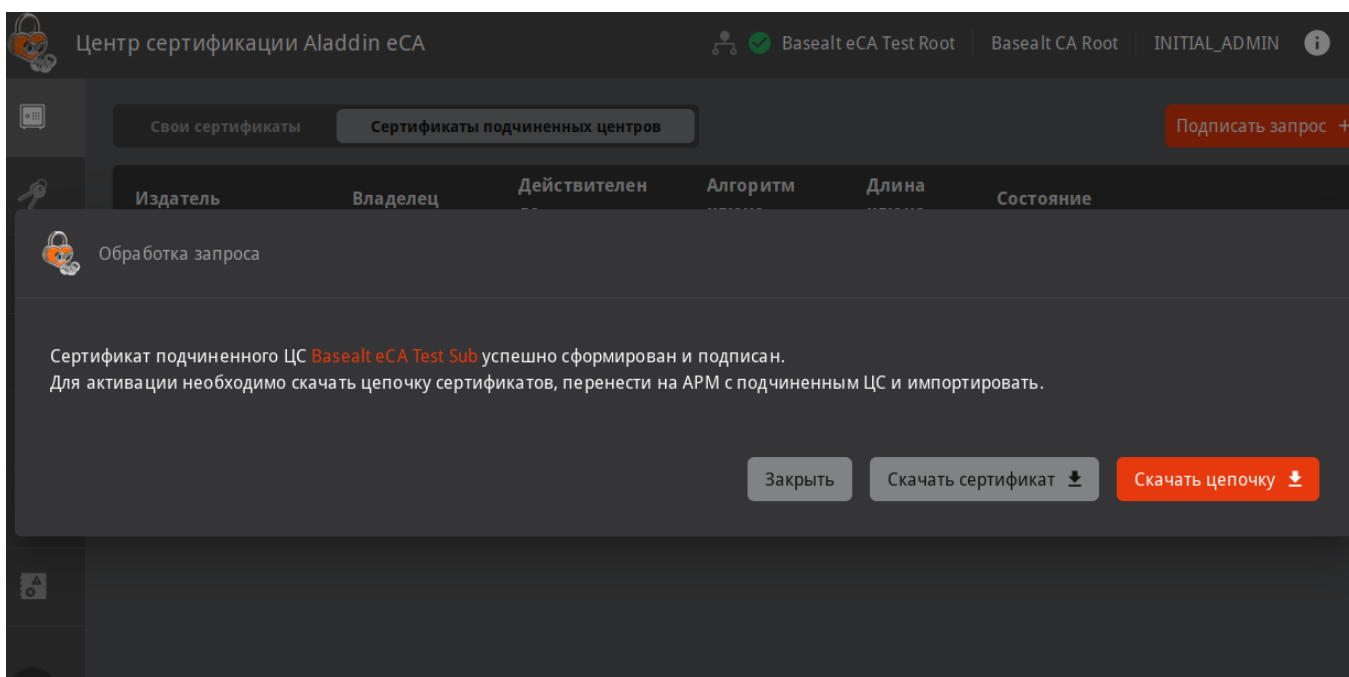 Центр сертификации Aladdin eCA
Basealt eCA Test Root
Basealt CA Root
INITIAL_ADMIN
Свои сертификаты
Сертификаты подчиненных центров
Подписать запрос +
Издатель
Владелец
Действителен
Алгоритм
Длина
Состояние
Обработка запроса
Сертификат подчиненного ЦС Basealt eCA Test Sub успешно сформирован и подписан.
Для активации необходимо скачать цепочку сертификатов, перенести на АРМ с подчиненным ЦС и импортировать.
Закрыть
Скачать сертификат
Скачать цепочку